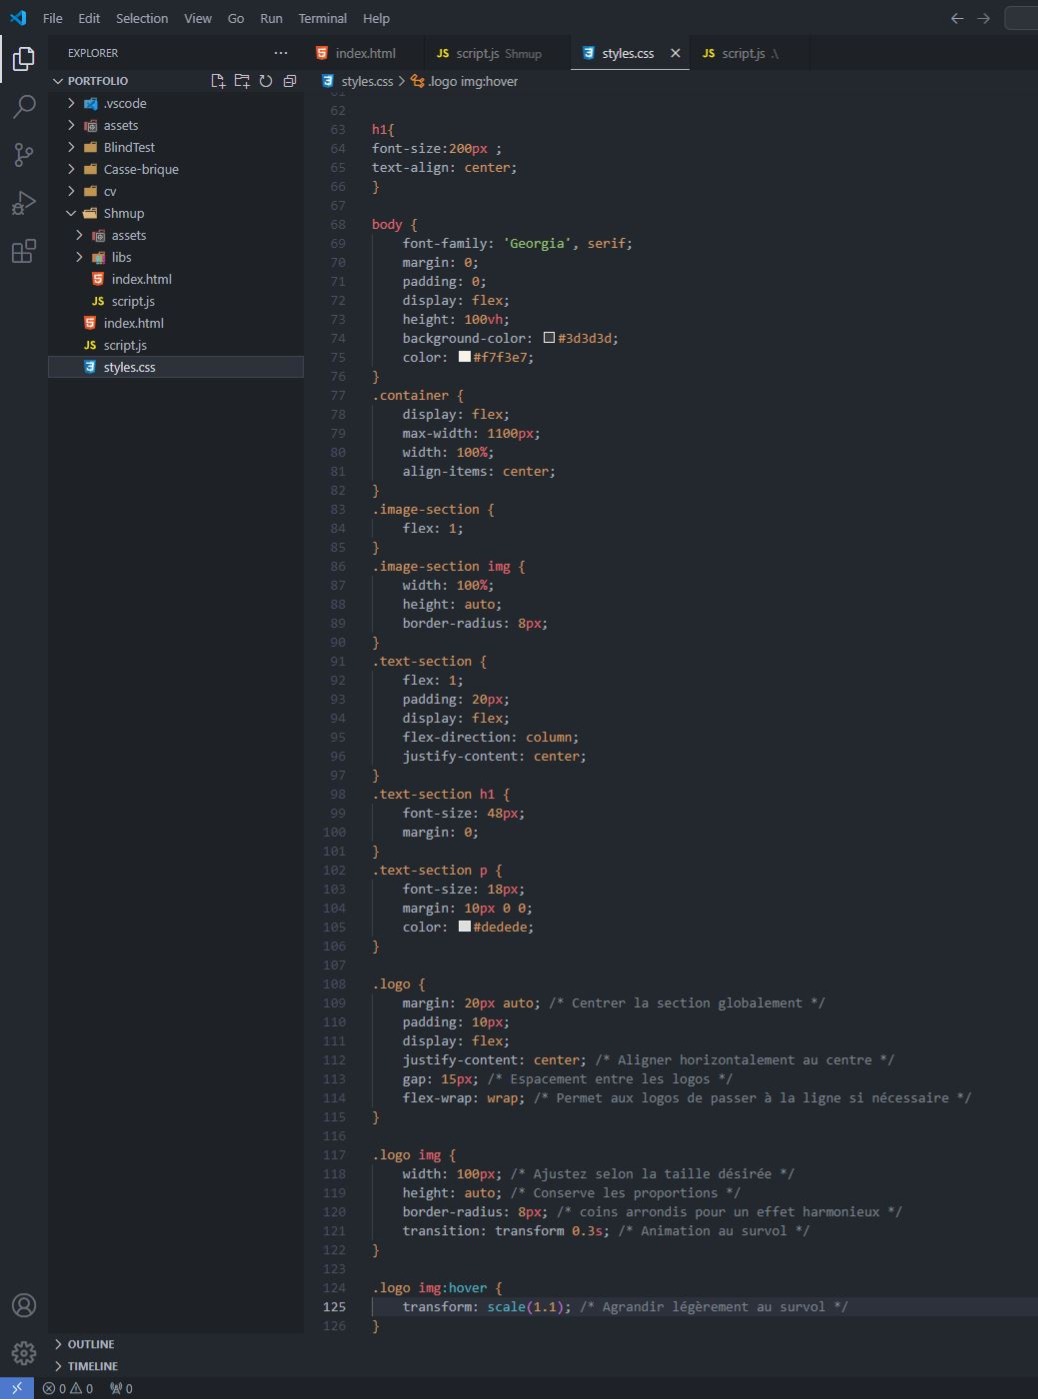 File Edit Selection View Go Run Terminal Help
EXPLORER ···
index.html
JS script.js Shmup
styles.css
JS script.js .\
PORTFOLIO
styles.css > .logo img:hover
.vscode
assets
BlindTest
Casse-brique
cv
Shmup
assets
libs
index.html
JS script.js
index.html
JS script.js
styles.css
61
62
63 h1{
64 font-size:200px ;
65 text-align: center;
66 }
67
68 body {
69 font-family: 'Georgia', serif;
70 margin: 0;
71 padding: 0;
72 display: flex;
73 height: 100vh;
74 background-color: #3d3d3d;
75 color: #f7f3e7;
76 }
77 .container {
78 display: flex;
79 max-width: 1100px;
80 width: 100%;
81 align-items: center;
82 }
83 .image-section {
84 flex: 1;
85 }
86 .image-section img {
87 width: 100%;
88 height: auto;
89 border-radius: 8px;
90 }
91 .text-section {
92 flex: 1;
93 padding: 20px;
94 display: flex;
95 flex-direction: column;
96 justify-content: center;
97 }
98 .text-section h1 {
99 font-size: 48px;
100 margin: 0;
101 }
102 .text-section p {
103 font-size: 18px;
104 margin: 10px 0 0;
105 color: #dedede;
106 }
107
108 .logo {
109 margin: 20px auto; /* Centrer la section globalement */
110 padding: 10px;
111 display: flex;
112 justify-content: center; /* Aligner horizontalement au centre */
113 gap: 15px; /* Espacement entre les logos */
114 flex-wrap: wrap; /* Permet aux logos de passer à la ligne si nécessaire */
115 }
116
117 .logo img {
118 width: 100px; /* Ajustez selon la taille désirée */
119 height: auto; /* Conserve les proportions */
120 border-radius: 8px; /* coins arrondis pour un effet harmonieux */
121 transition: transform 0.3s; /* Animation au survol */
122 }
123
124 .logo img:hover {
125 transform: scale(1.1); /* Agrandir légèrement au survol */
126 }
OUTLINE
TIMELINE
0 0 0